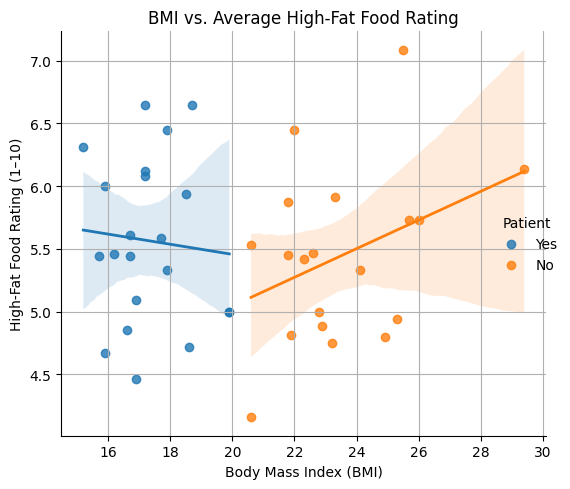 BMI vs. Average High-Fat Food Rating
High-Fat Food Rating (1–10)
7.0
6.5
6.0
5.5
5.0
4.5
Patient
Yes
No
16
18
20
22
24
26
28
30
Body Mass Index (BMI)